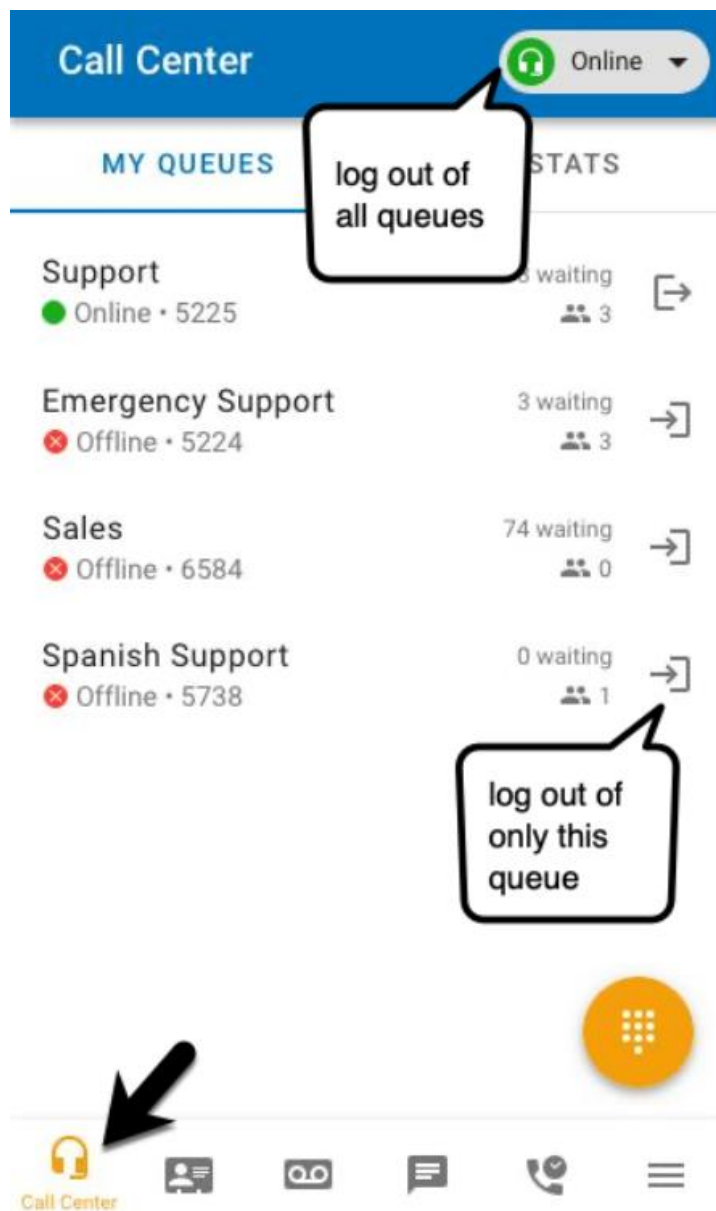 Call Center
Online
MY QUEUES
STATS
log out of
all queues
Support
waiting
Online • 5225
3
Emergency Support
3 waiting
Offline • 5224
3
Sales
74 waiting
Offline • 6584
0
Spanish Support
0 waiting
Offline • 5738
1
log out of
only this
queue
Call Center